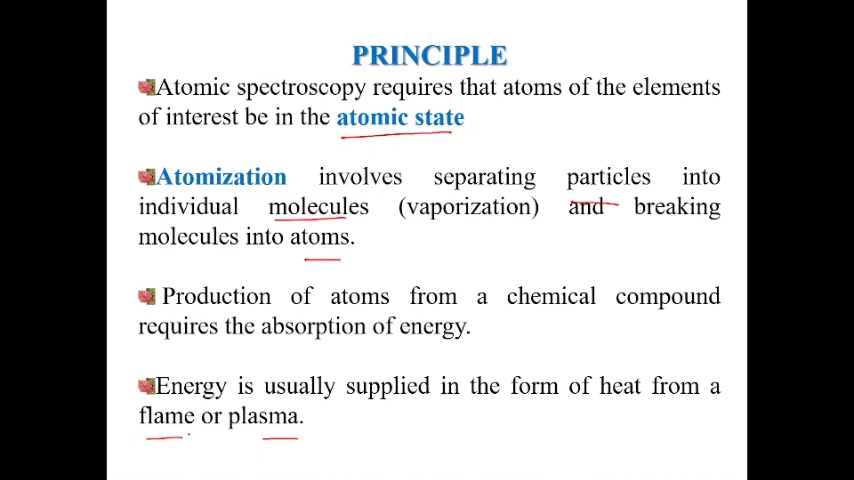 PRINCIPLE
Atomic spectroscopy requires that atoms of the elements
of interest be in the atomic state
Atomization involves separating particles into
individual molecules (vaporization) and breaking
molecules into atoms.
Production of atoms from a chemical compound
requires the absorption of energy.
Energy is usually supplied in the form of heat from a
flame or plasma.